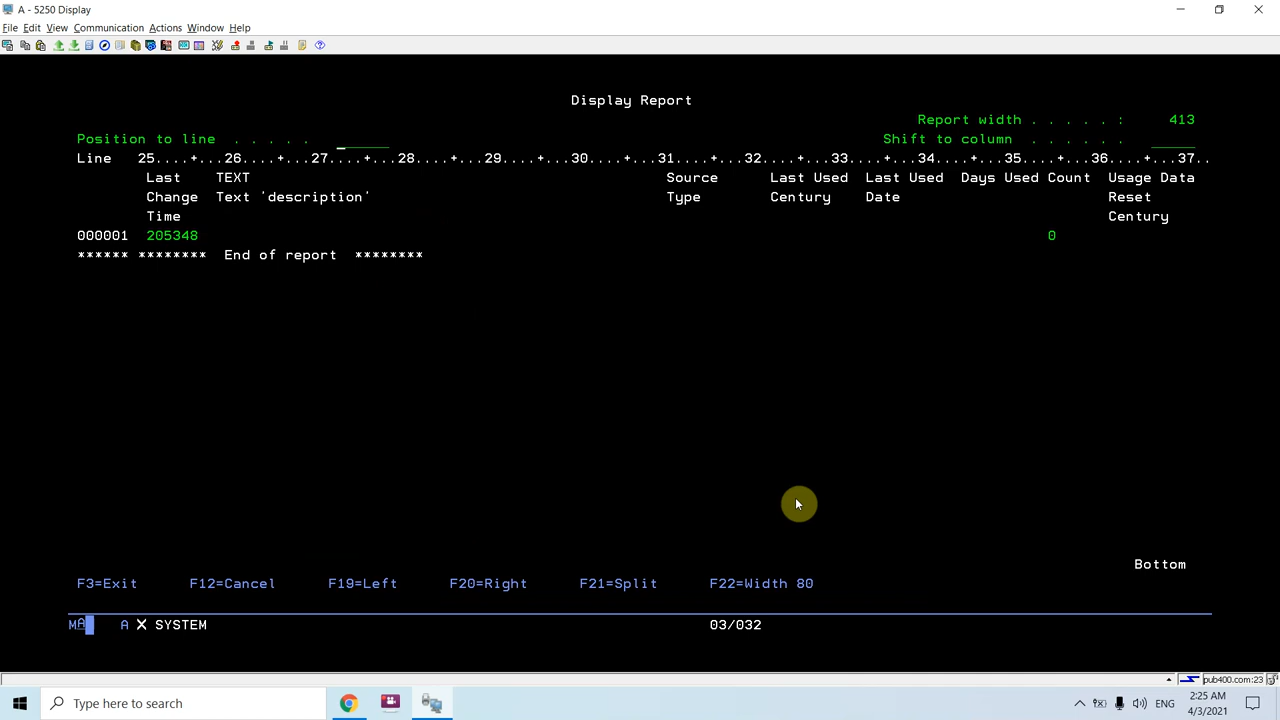 A - 5250 Display
File Edit View Communication Actions Window Help
Display Report
Report width . . . . . : 413
Position to line . . . . . Shift to column . . . . . .
Line 25....+...26....+...27....+...28....+...29....+...30....+...31....+...32....+...33....+...34....+...35....+...36....+...37..
Last TEXT Source Last Used Last Used Days Used Count Usage Data
Change Text 'description' Type Century Date Reset
Time Century
000001 205348 0
****** ******** End of report ********
Bottom
F3=Exit F12=Cancel F19=Left F20=Right F21=Split F22=Width 80
MA A X SYSTEM 03/032
pub400.com:23
Type here to search
ENG
2:25 AM
4/3/2021